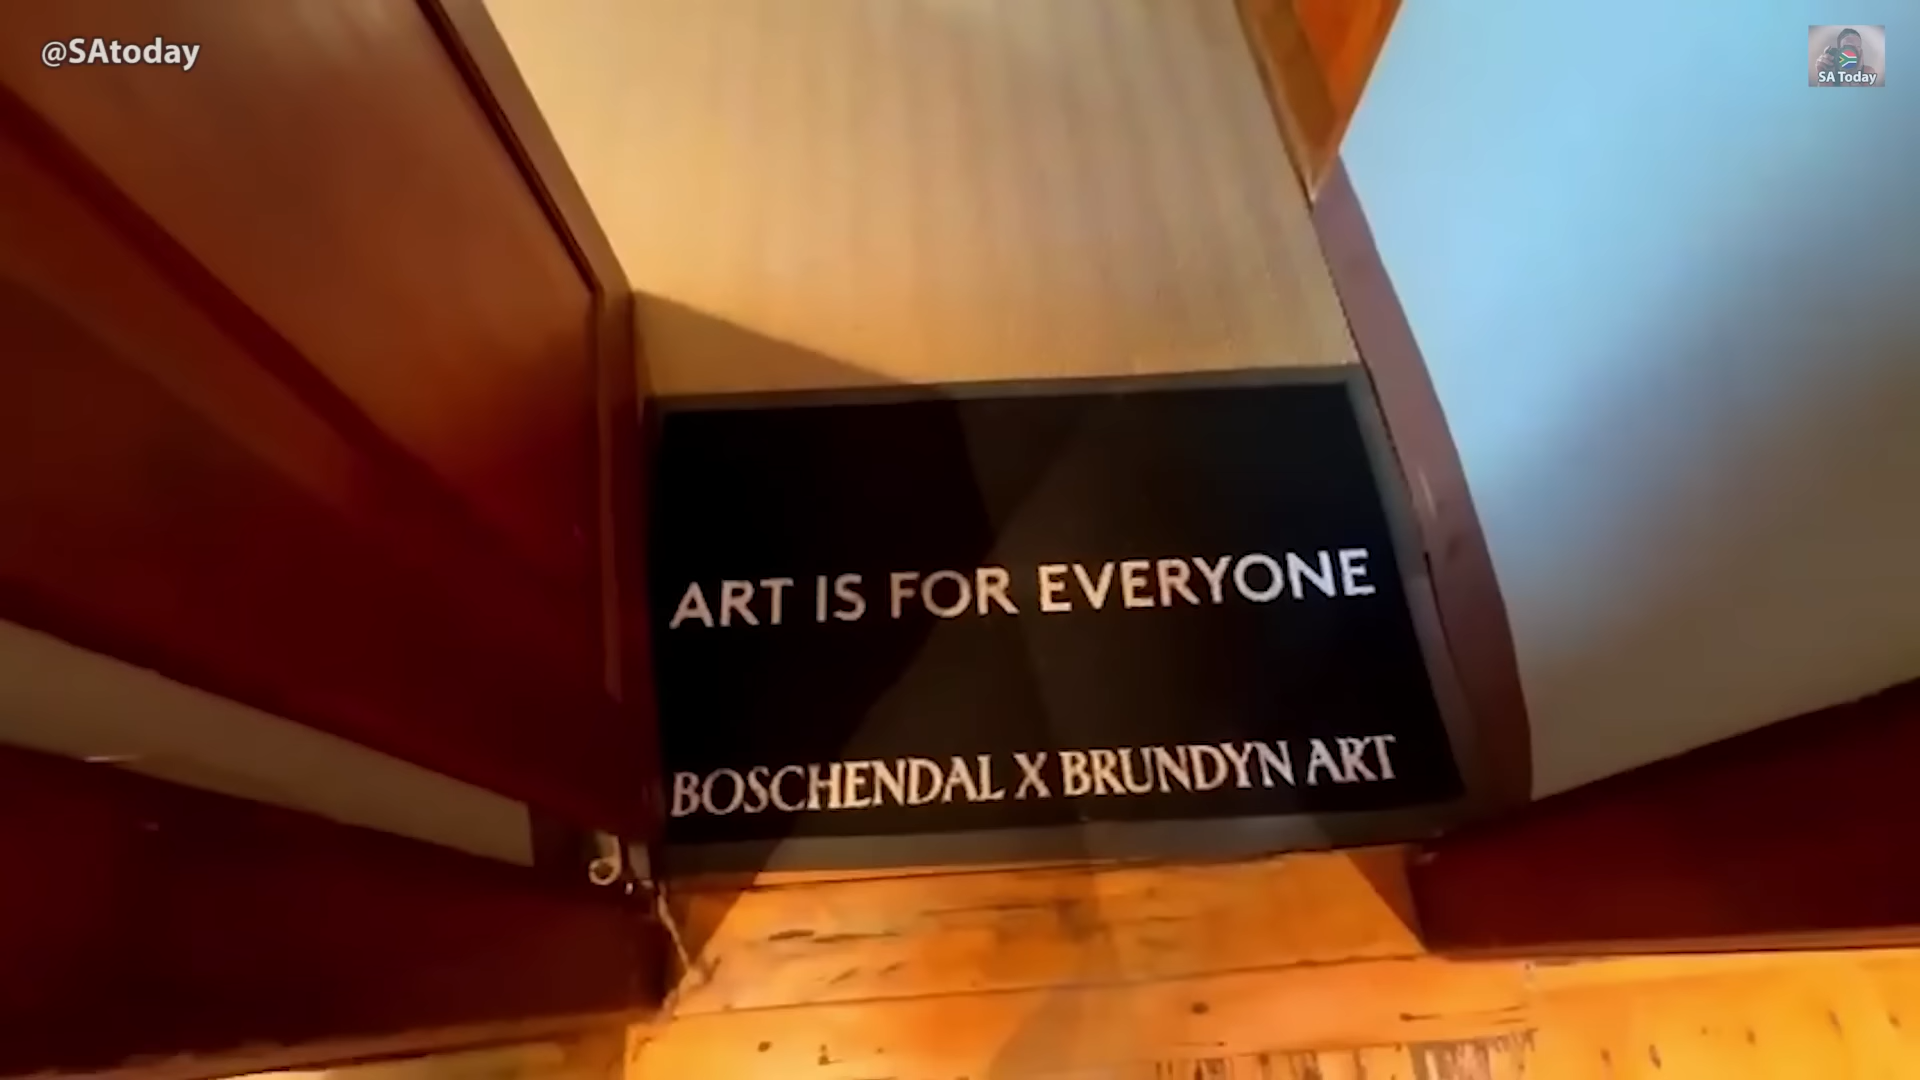 @SAtoday
SA Today
ART IS FOR EVERYONE
BOSCHENDAL X BRUNDYN ART